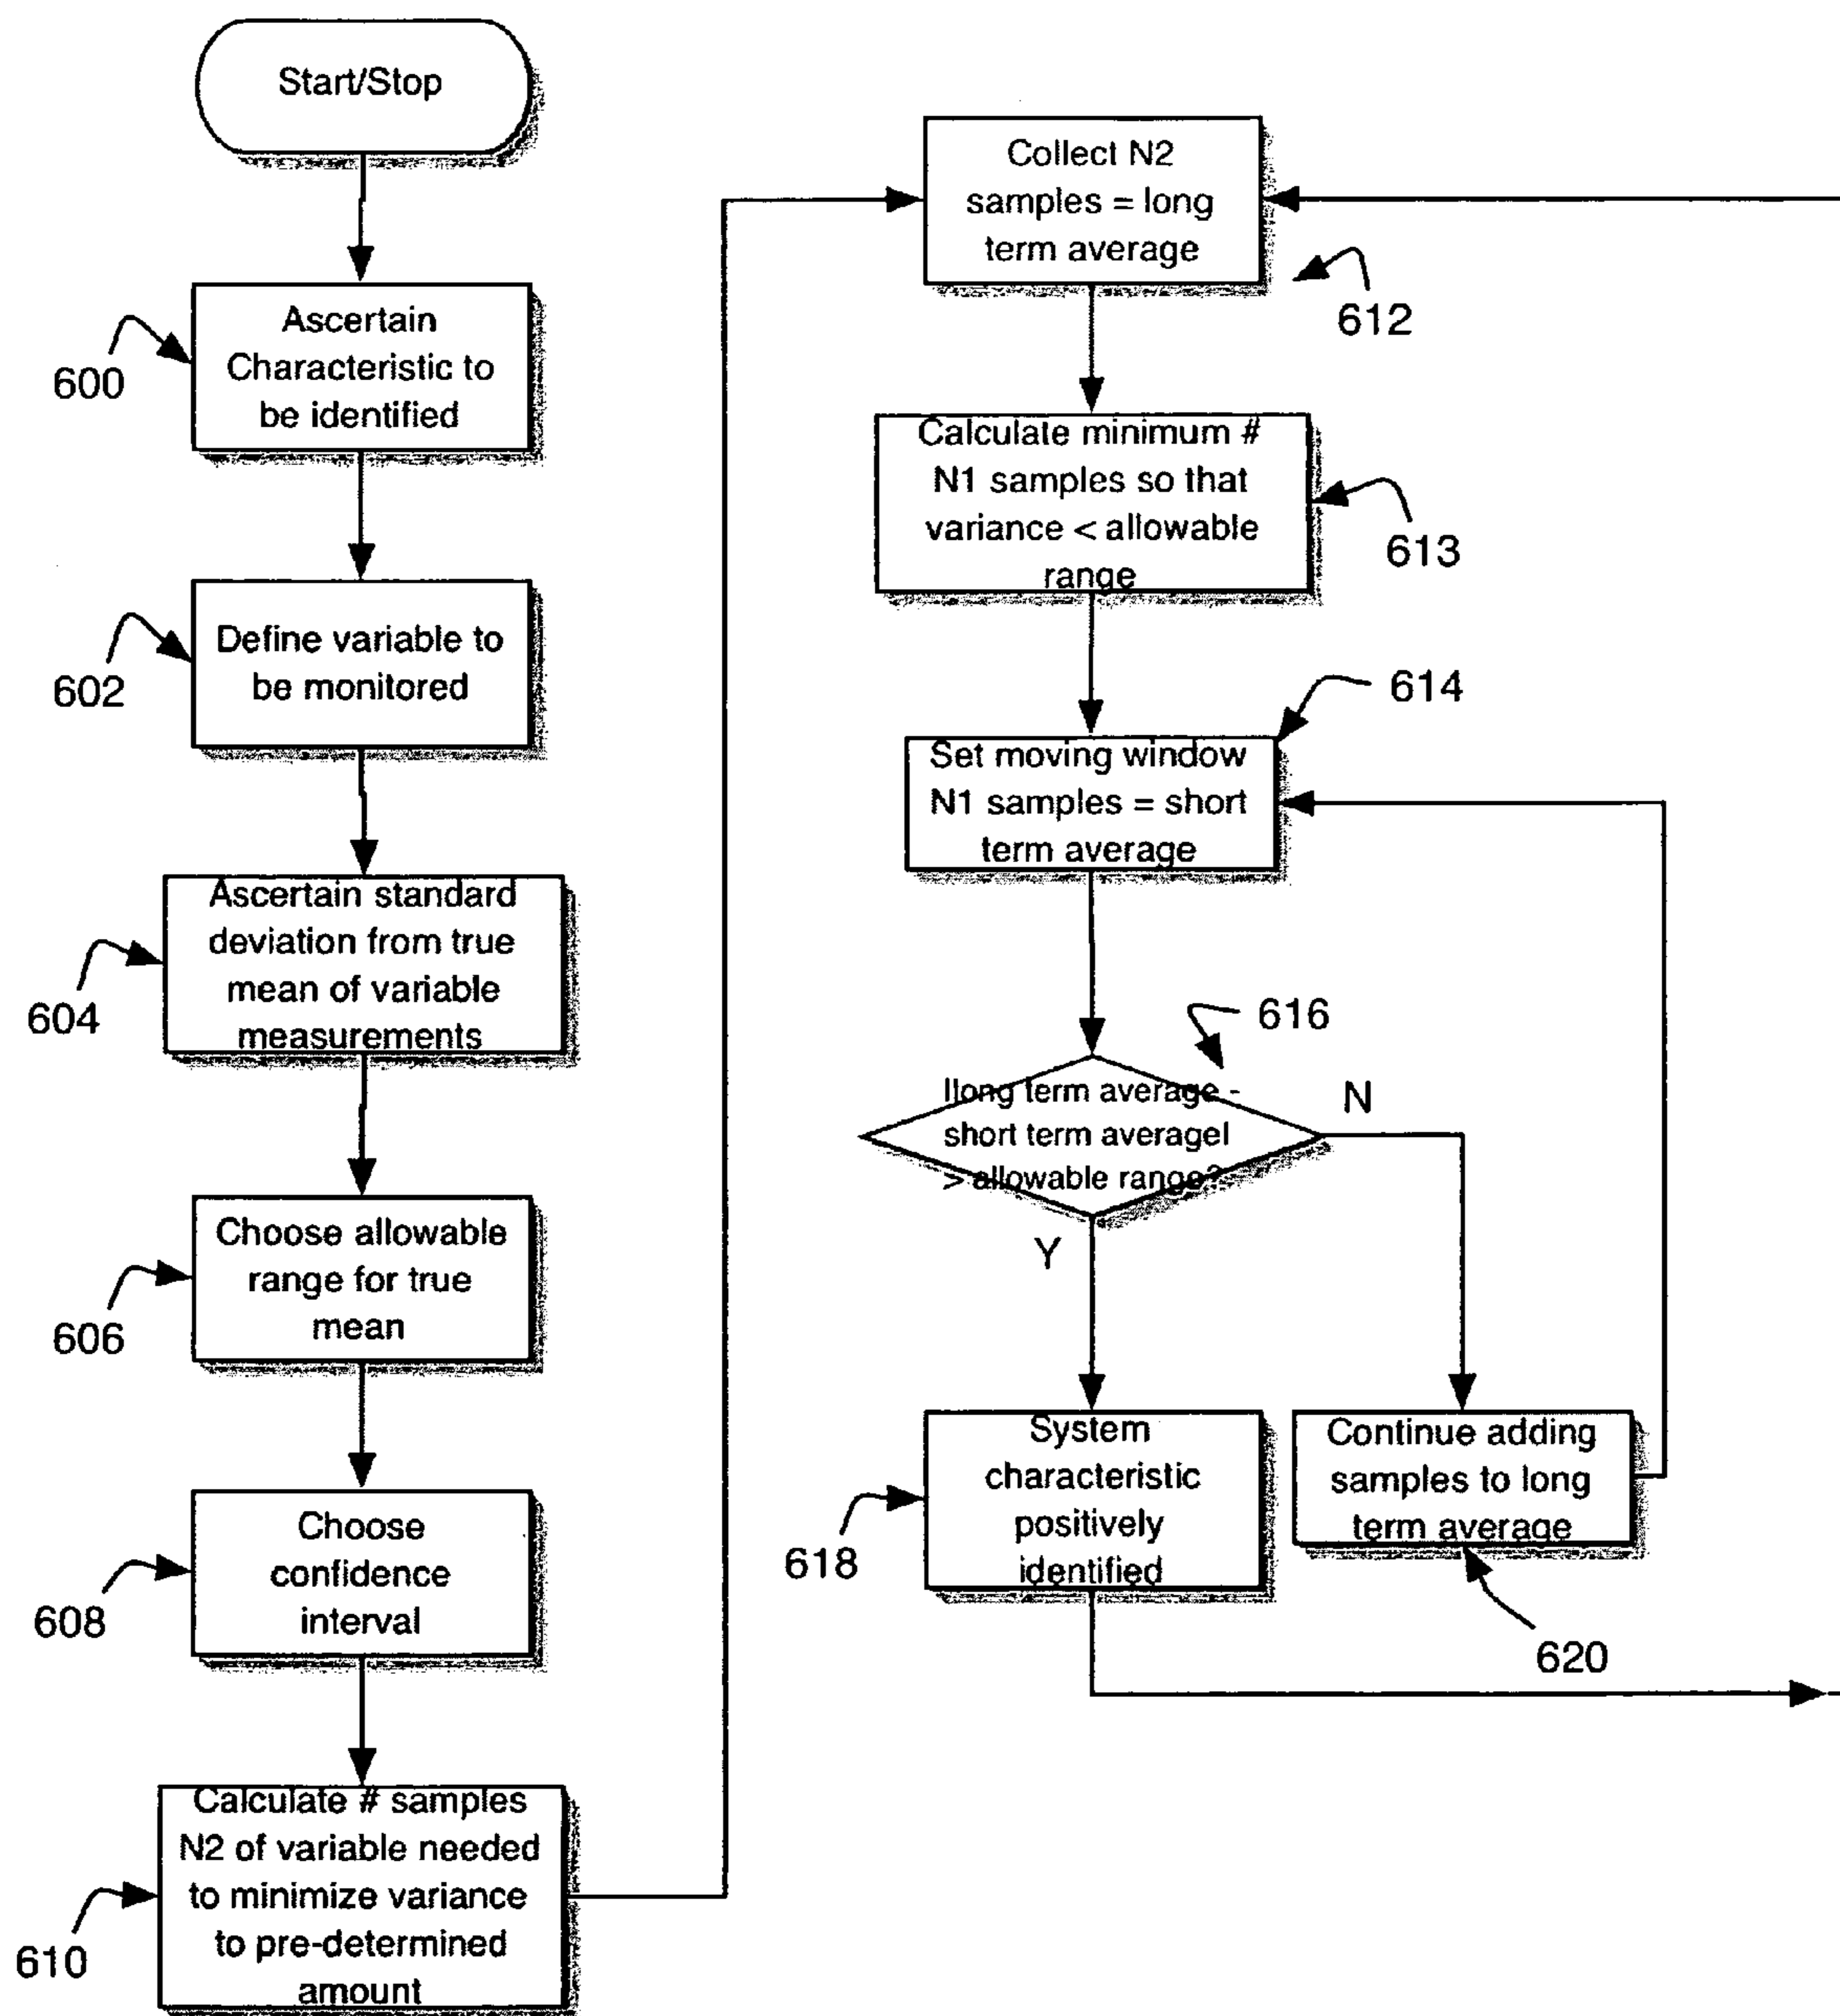 Start/Stop
Ascertain
Characteristic to
be identified
600
Define variable to
be monitored
602
Ascertain standard
deviation from true
mean of variable
measurements
604
Choose allowable
range for true
mean
606
Choose
confidence
interval
608
Calculate # samples
N2 of variable needed
to minimize variance
to pre-determined
amount
610
Collect N2
samples = long
term average
612
Calculate minimum #
N1 samples so that
variance < allowable
range
613
Set moving window
N1 samples = short
term average
614
|long term average -
short term average|
> allowable range?
616
N
Y
System
characteristic
positively
identified
618
Continue adding
samples to long
term average
620